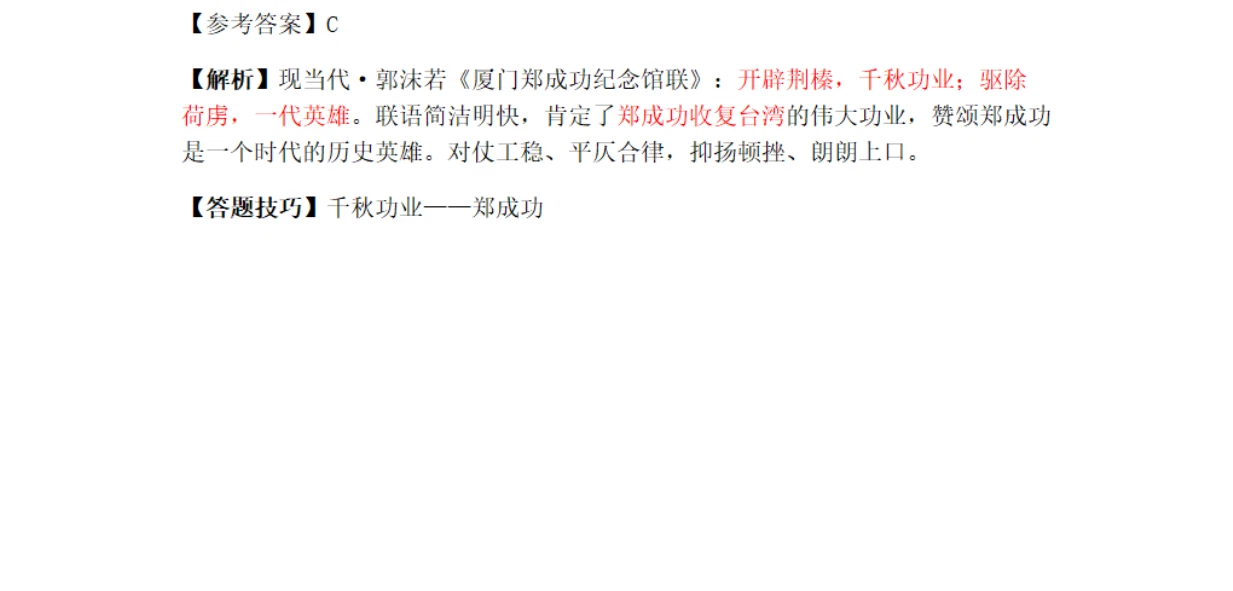 【参考答案】C
【解析】现当代·郭沫若《厦门郑成功纪念馆联》：开辟荆榛，千秋功业；驱除
荷虏，一代英雄。联语简洁明快，肯定了郑成功收复台湾的伟大功业，赞颂郑成功
是一个时代的历史英雄。对仗工稳、平仄合律，抑扬顿挫、朗朗上口。
【答题技巧】千秋功业——郑成功